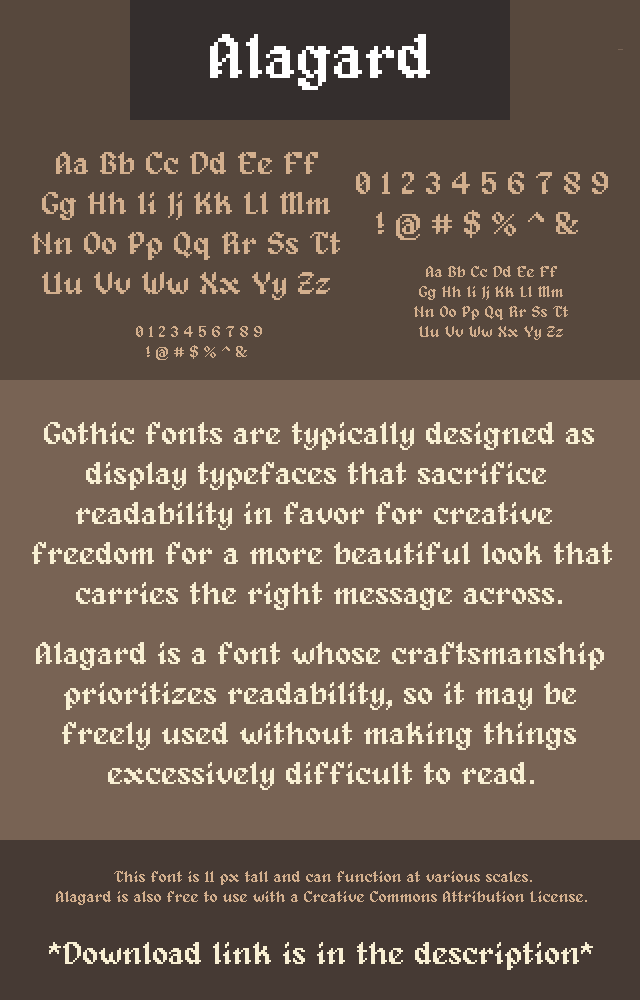 Alagard
Aa Bb Cc Dd Ee Ff
Gg Hh Ii Jj Kk Ll Mm
Nn Oo Pp Qq Rr Ss Tt
Uu Vv Ww Xx Yy Zz
0 1 2 3 4 5 6 7 8 9
! @ # $ % ^ &
0 1 2 3 4 5 6 7 8 9
! @ # $ % ^ &
Aa Bb Cc Dd Ee Ff
Gg Hh Ii Jj Kk Ll Mm
Nn Oo Pp Qq Rr Ss Tt
Uu Vv Ww Xx Yy Zz
Gothic fonts are typically designed as
display typefaces that sacrifice
readability in favor for creative
freedom for a more beautiful look that
carries the right message across.
Alagard is a font whose craftsmanship
prioritizes readability, so it may be
freely used without making things
excessively difficult to read.
This font is 11 px tall and can function at various scales.
Alagard is also free to use with a Creative Commons Attribution License.
*Download link is in the description*